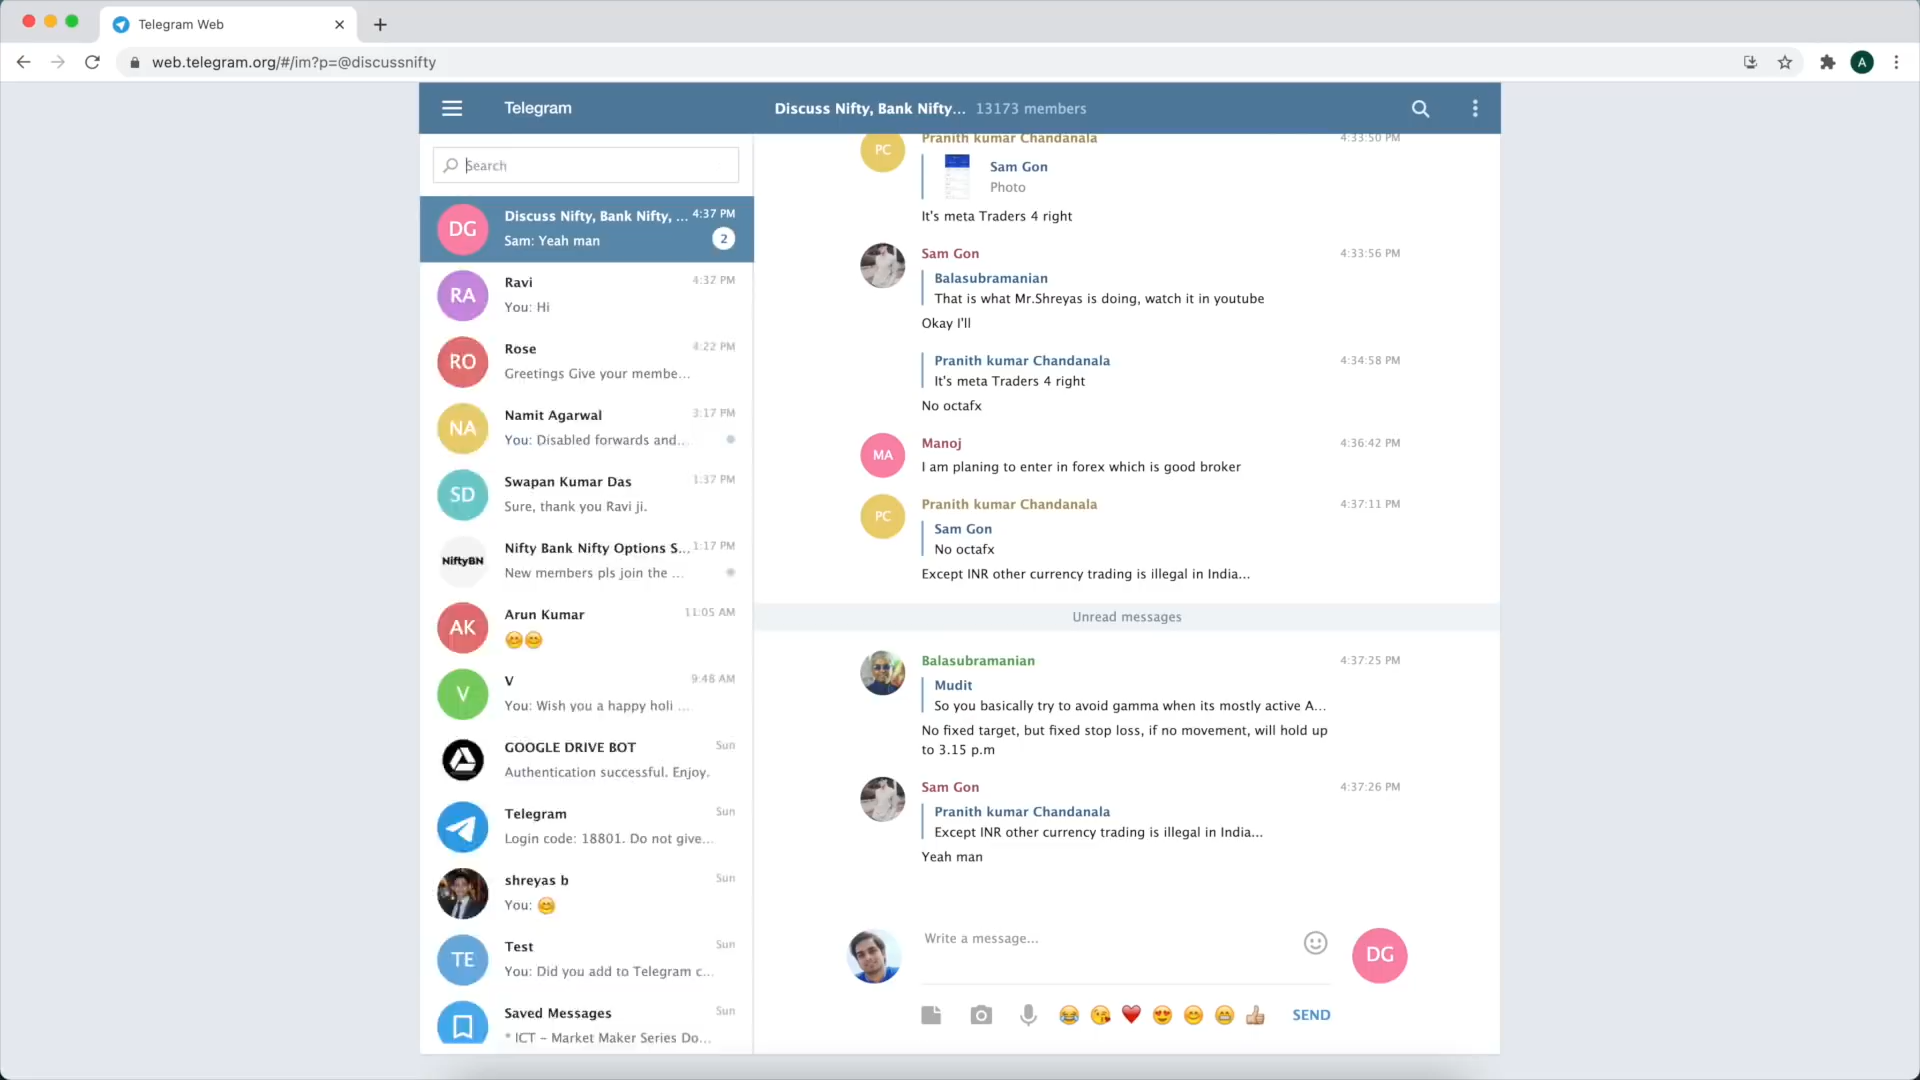 Telegram Web
web.telegram.org/#/im?p=@discussnifty
A
Telegram
Discuss Nifty, Bank Nifty... 13173 members
Search
DG
Discuss Nifty, Bank Nifty, ... 4:37 PM
Sam: Yeah man 2
RA
Ravi 4:37 PM
You: Hi
RO
Rose 4:22 PM
Greetings Give your membe...
NA
Namit Agarwal 3:17 PM
You: Disabled forwards and...
SD
Swapan Kumar Das 1:37 PM
Sure, thank you Ravi ji.
NiftyBN
Nifty Bank Nifty Options S... 1:17 PM
New members pls join the ...
AK
Arun Kumar 11:05 AM
😊😊
V
V 9:48 AM
You: Wish you a happy holi ...
GOOGLE DRIVE BOT Sun
Authentication successful. Enjoy.
Telegram Sun
Login code: 18801. Do not give...
shreyas b Sun
You: 😊
TE
Test Sun
You: Did you add to Telegram c...
Saved Messages Sun
* ICT - Market Maker Series Do...
PC
Pranith kumar Chandanala 4:33:50 PM
Sam Gon
Photo
It's meta Traders 4 right
Sam Gon 4:33:56 PM
Balasubramanian
That is what Mr.Shreyas is doing, watch it in youtube
Okay I'll
Pranith kumar Chandanala 4:34:58 PM
It's meta Traders 4 right
No octafx
MA
Manoj 4:36:42 PM
I am planing to enter in forex which is good broker
PC
Pranith kumar Chandanala 4:37:11 PM
Sam Gon
No octafx
Except INR other currency trading is illegal in India...
Unread messages
Balasubramanian 4:37:25 PM
Mudit
So you basically try to avoid gamma when its mostly active A...
No fixed target, but fixed stop loss, if no movement, will hold up
to 3.15 p.m
Sam Gon 4:37:26 PM
Pranith kumar Chandanala
Except INR other currency trading is illegal in India...
Yeah man
Write a message...
DG
SEND